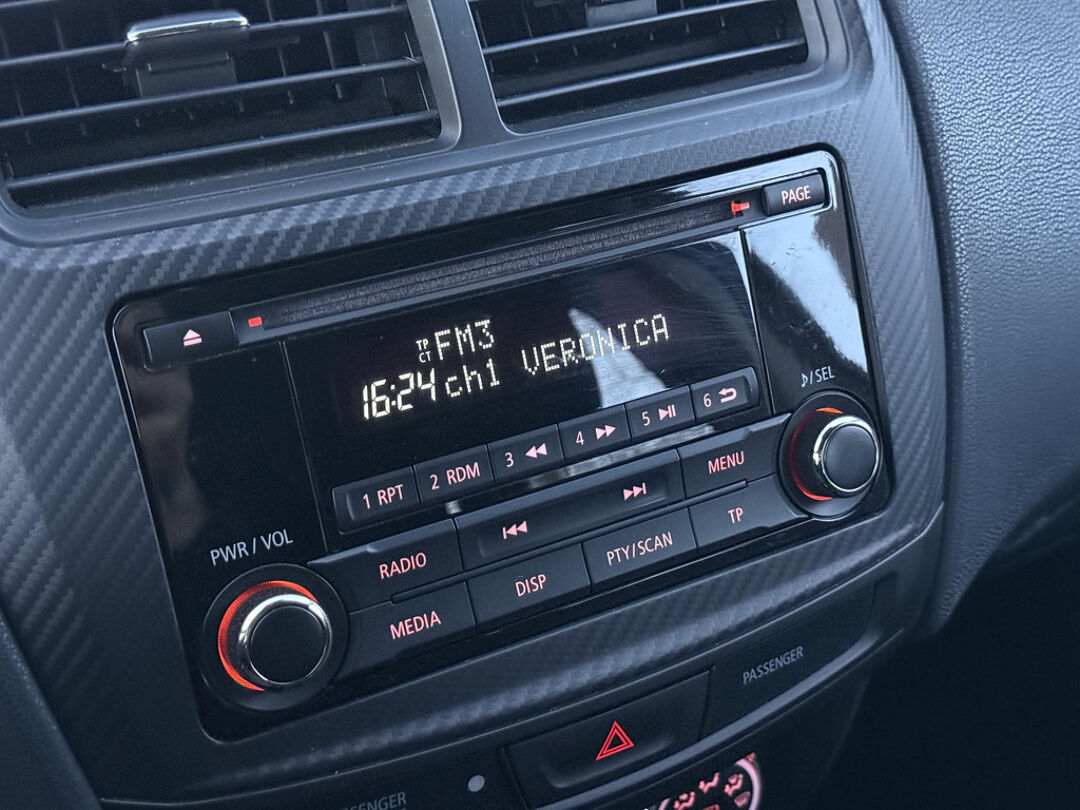 PAGE
TP
FM3
CT
16:24 ch1 VERONICA
♪/SEL
1 RPT
2 RDM
3
4
5
6
PWR / VOL
RADIO
MENU
MEDIA
DISP
PTY/SCAN
TP
PASSENGER